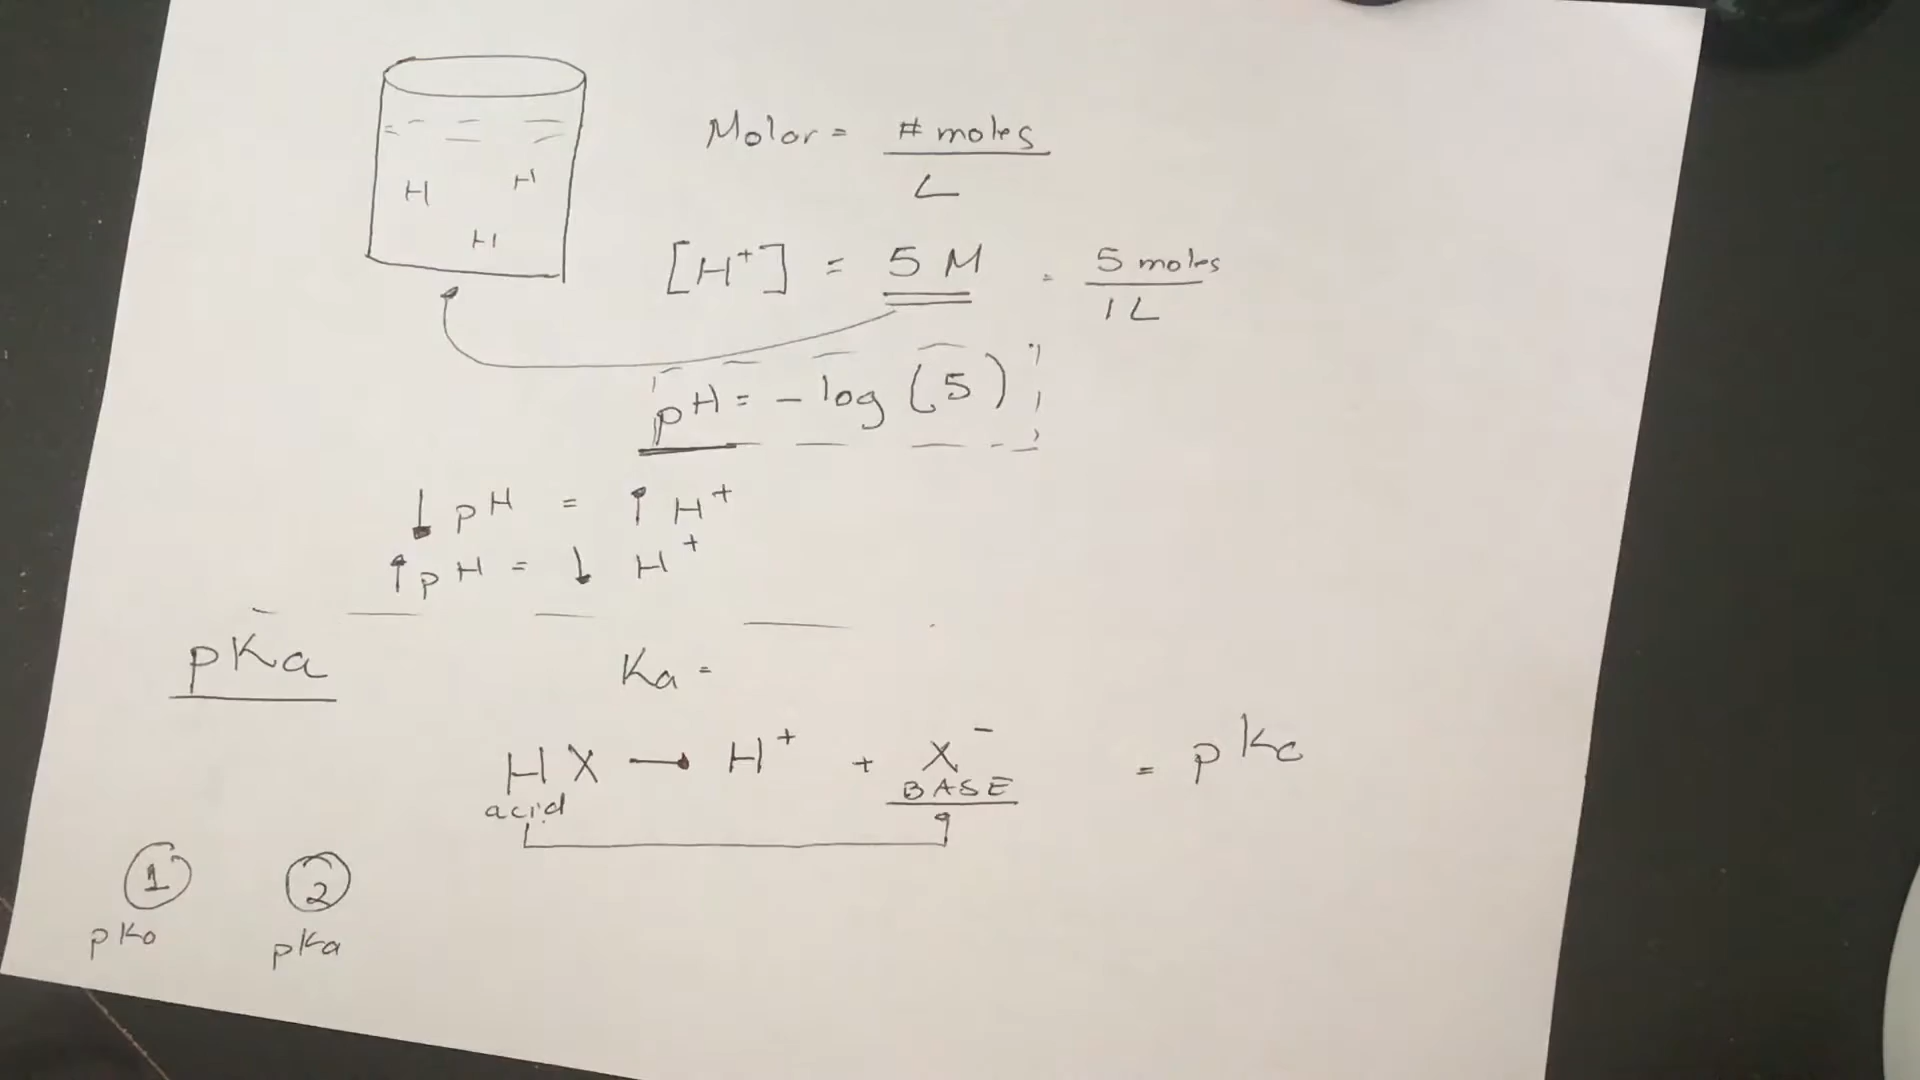 Molar = # moles / L
H H
H
[H⁺] = 5 M = 5 moles / 1 L
pH = - log (5)
↓ pH = ↑ H⁺
↑ pH = ↓ H⁺
pKa Ka =
HX → H⁺ + X⁻ = pKa
acid BASE
1 2
pKa pKa